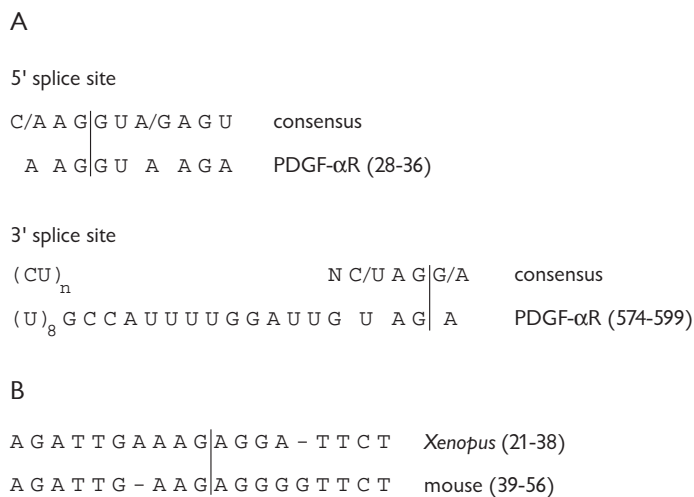 A
5' splice site
C/A A G|G U A/G A G U consensus
A A G|G U A A G A PDGF-αR (28-36)
3' splice site
(CU)n N C/U A G|G/A consensus
(U)8 G C C A U U U U G G A U U G U A G|A PDGF-αR (574-599)
B
A G A T T G A A A G|A G G A - T T C T Xenopus (21-38)
A G A T T G - A A G|A G G G G T T C T mouse (39-56)